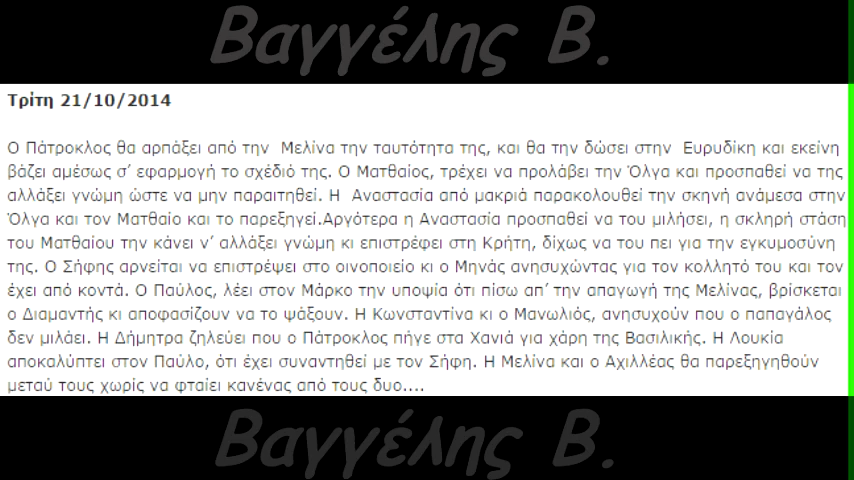 Βαγγέλης Β.
Τρίτη 21/10/2014
Ο Πάτροκλος θα αρπάξει από την Μελίνα την ταυτότητα της, και θα την δώσει στην Ευρυδίκη και εκείνη
βάζει αμέσως σ’ εφαρμογή το σχέδιό της. Ο Ματθαίος, τρέχει να προλάβει την Όλγα και προσπαθεί να της
αλλάξει γνώμη ώστε να μην παραιτηθεί. Η Αναστασία από μακριά παρακολουθεί την σκηνή ανάμεσα στην
Όλγα και τον Ματθαίο και το παρεξηγεί.Αργότερα η Αναστασία προσπαθεί να του μιλήσει, η σκληρή στάση
του Ματθαίου την κάνει ν’ αλλάξει γνώμη κι επιστρέφει στη Κρήτη, δίχως να του πει για την εγκυμοσύνη
της. Ο Σήφης αρνείται να επιστρέψει στο οινοποιείο κι ο Μηνάς ανησυχώντας για τον κολλητό του και τον
έχει από κοντά. Ο Παύλος, λέει στον Μάρκο την υποψία ότι πίσω απ’ την απαγωγή της Μελίνας, βρίσκεται
ο Διαμαντής κι αποφασίζουν να το ψάξουν. Η Κωνσταντίνα κι ο Μανωλιός, ανησυχούν που ο παπαγάλος
δεν μιλάει. Η Δήμητρα ζηλεύει που ο Πάτροκλος πήγε στα Χανιά για χάρη της Βασιλικής. Η Λουκία
αποκαλύπτει στον Παύλο, ότι έχει συναντηθεί με τον Σήφη. Η Μελίνα και ο Αχιλλέας θα παρεξηγηθούν
μεταύ τους χωρίς να φταίει κανένας από τους δυο....
Βαγγέλης Β.